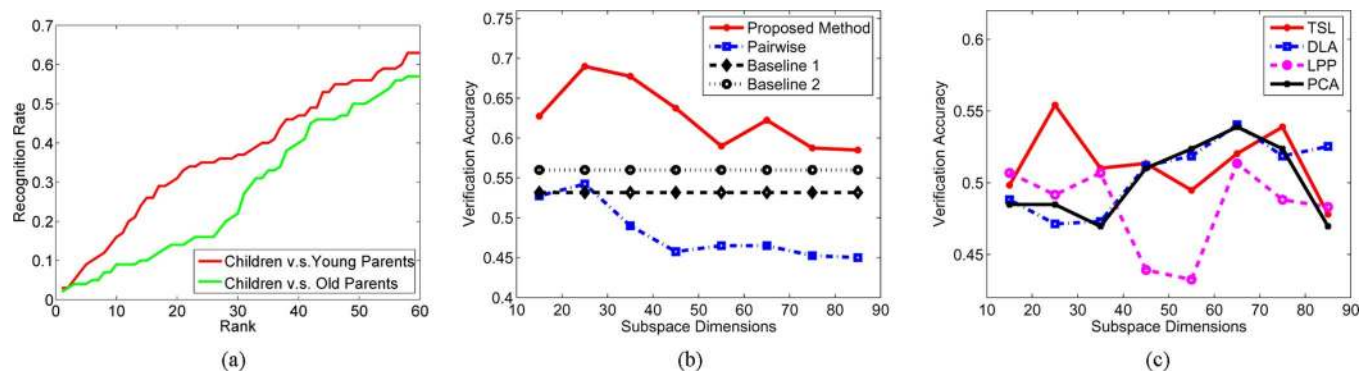 0.7
0.6
0.5
0.4
0.3
0.2
0.1
0
0 10 20 30 40 50 60
Recognition Rate
Rank
Children v.s.Young Parents
Children v.s. Old Parents
(a)
0.75
0.7
0.65
0.6
0.55
0.5
0.45
0.4
10 20 30 40 50 60 70 80 90
Verification Accuracy
Subspace Dimensions
Proposed Method
Pairwise
Baseline 1
Baseline 2
(b)
0.6
0.55
0.5
0.45
10 20 30 40 50 60 70 80 90
Verification Accuracy
Subspace Dimensions
TSL
DLA
LPP
PCA
(c)